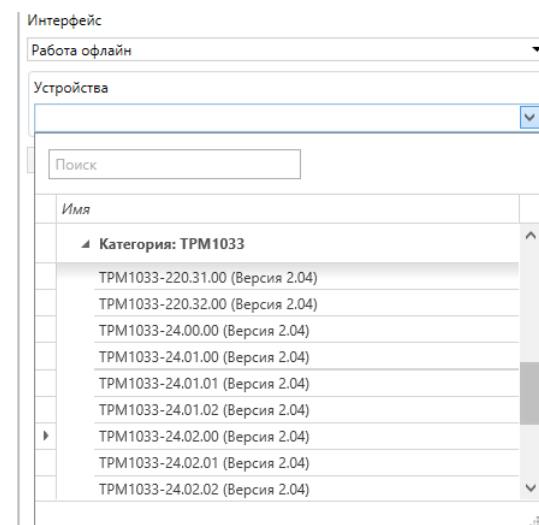 Интерфейс
Работа офлайн
Устройства
Поиск
Имя
Категория: ТРМ1033
ТРМ1033-220.31.00 (Версия 2.04)
ТРМ1033-220.32.00 (Версия 2.04)
ТРМ1033-24.00.00 (Версия 2.04)
ТРМ1033-24.01.00 (Версия 2.04)
ТРМ1033-24.01.01 (Версия 2.04)
ТРМ1033-24.01.02 (Версия 2.04)
ТРМ1033-24.02.00 (Версия 2.04)
ТРМ1033-24.02.01 (Версия 2.04)
ТРМ1033-24.02.02 (Версия 2.04)